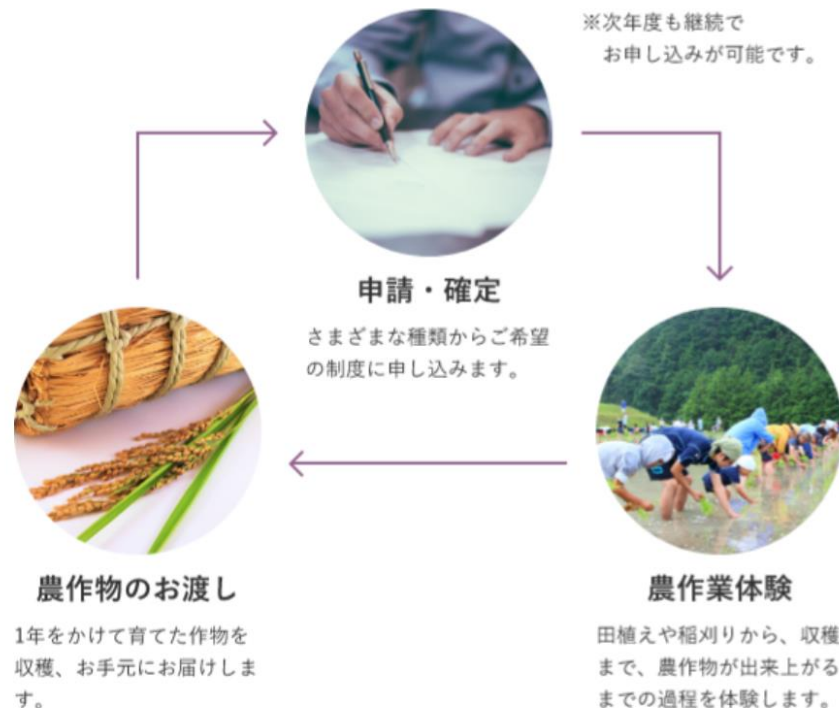 ※次年度も継続で
お申し込みが可能です。
申請・確定
さまざまな種類からご希望
の制度に申し込みます。
農作業体験
田植えや稲刈りから、収穫
まで、農作物が出来上がる
までの過程を体験します。
農作物のお渡し
1年をかけて育てた作物を
収穫、お手元にお届けしま
す。